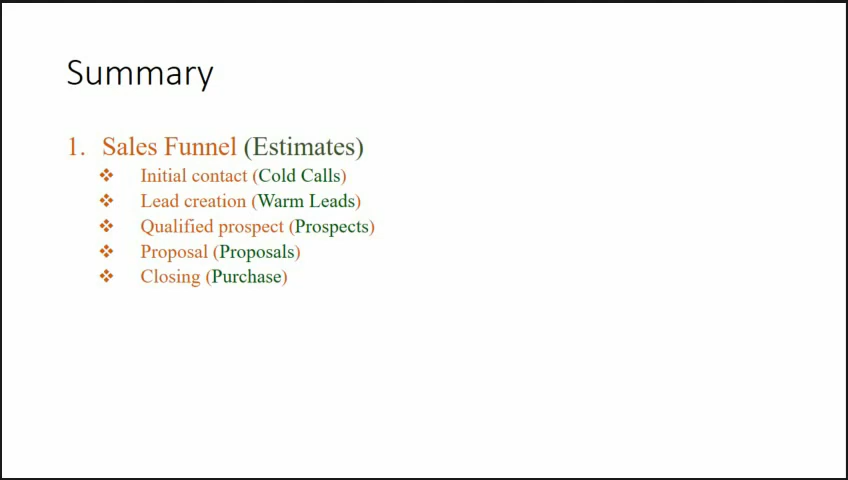 Summary
1. Sales Funnel (Estimates)
❖ Initial contact (Cold Calls)
❖ Lead creation (Warm Leads)
❖ Qualified prospect (Prospects)
❖ Proposal (Proposals)
❖ Closing (Purchase)